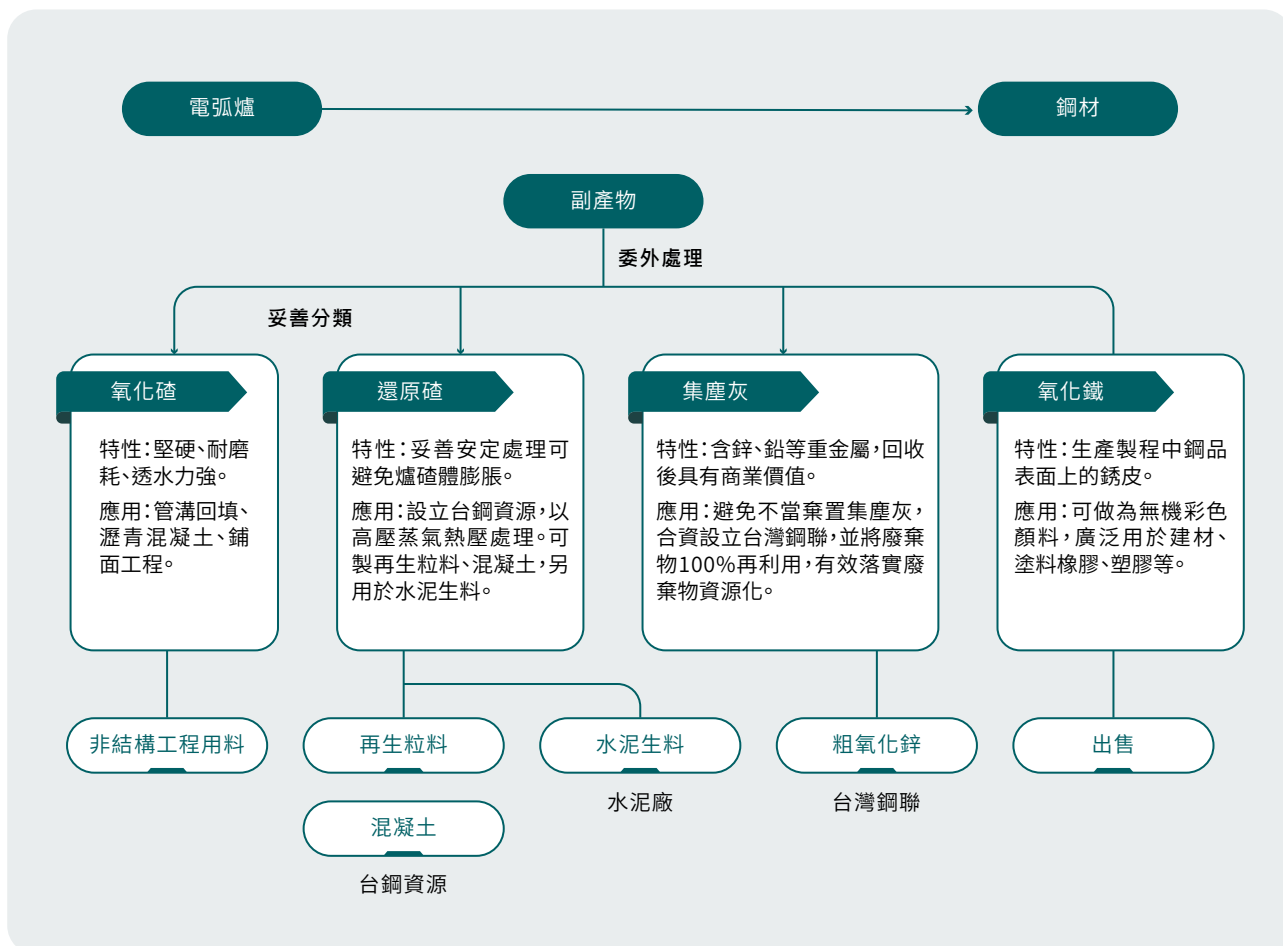 電弧爐
鋼材
副產物
委外處理
妥善分類
氧化碴
特性：堅硬、耐磨
耗、透水力強。
應用：管溝回填、
瀝青混凝土、鋪
面工程。
還原碴
特性：妥善安定處理可
避免爐碴體膨脹。
應用：設立台鋼資源，以
高壓蒸氣熱壓處理。可
製再生粒料、混凝土，另
用於水泥生料。
集塵灰
特性：含鋅、鉛等重金屬，回收
後具有商業價值。
應用：避免不當棄置集塵灰，
合資設立台灣鋼聯，並將廢棄
物100%再利用，有效落實廢
棄物資源化。
氧化鐵
特性：生產製程中鋼品
表面上的銹皮。
應用：可做為無機彩色
顏料，廣泛用於建材、
塗料橡膠、塑膠等。
非結構工程用料
再生粒料
水泥生料
粗氧化鋅
出售
水泥廠
台灣鋼聯
混凝土
台鋼資源